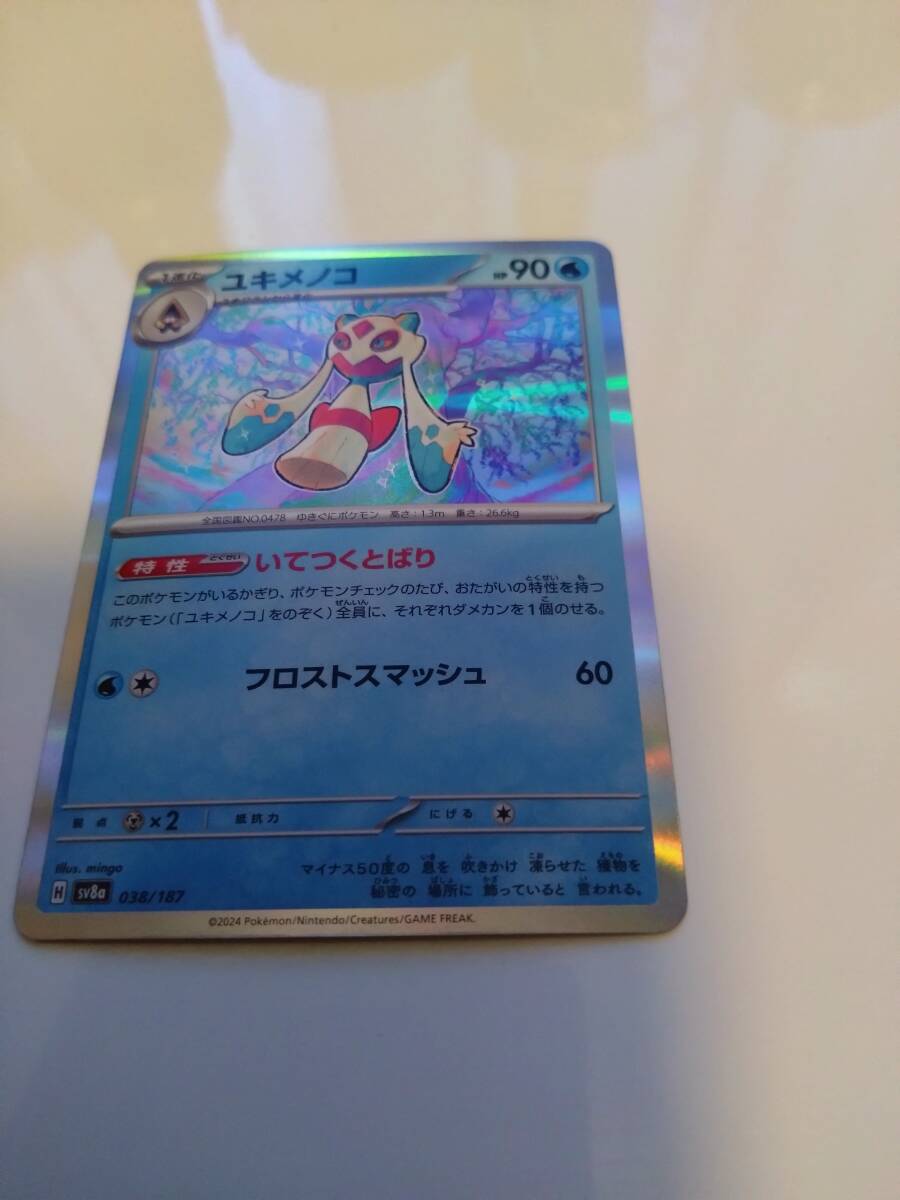 1進化
ユキメノコ
HP 90
全国図鑑NO.0478 ゆきぐにポケモン 高さ:1.3m 重さ:26.6kg
特性 とくせい いてつくとばり
このポケモンがいるかぎり、ポケモンチェックのたび、おたがいの特性を持つ
ポケモン(「ユキメノコ」をのぞく)全員に、それぞれダメカンを1個のせる。
フロストスマッシュ 60
弱点 ×2 抵抗力 にげる
Illus. mingo
マイナス50度の 息を 吹きかけ 凍らせた 獲物を
秘密の 場所に 飾っていると 言われる。
H sv8a 038/187
©2024 Pokémon/Nintendo/Creatures/GAME FREAK.